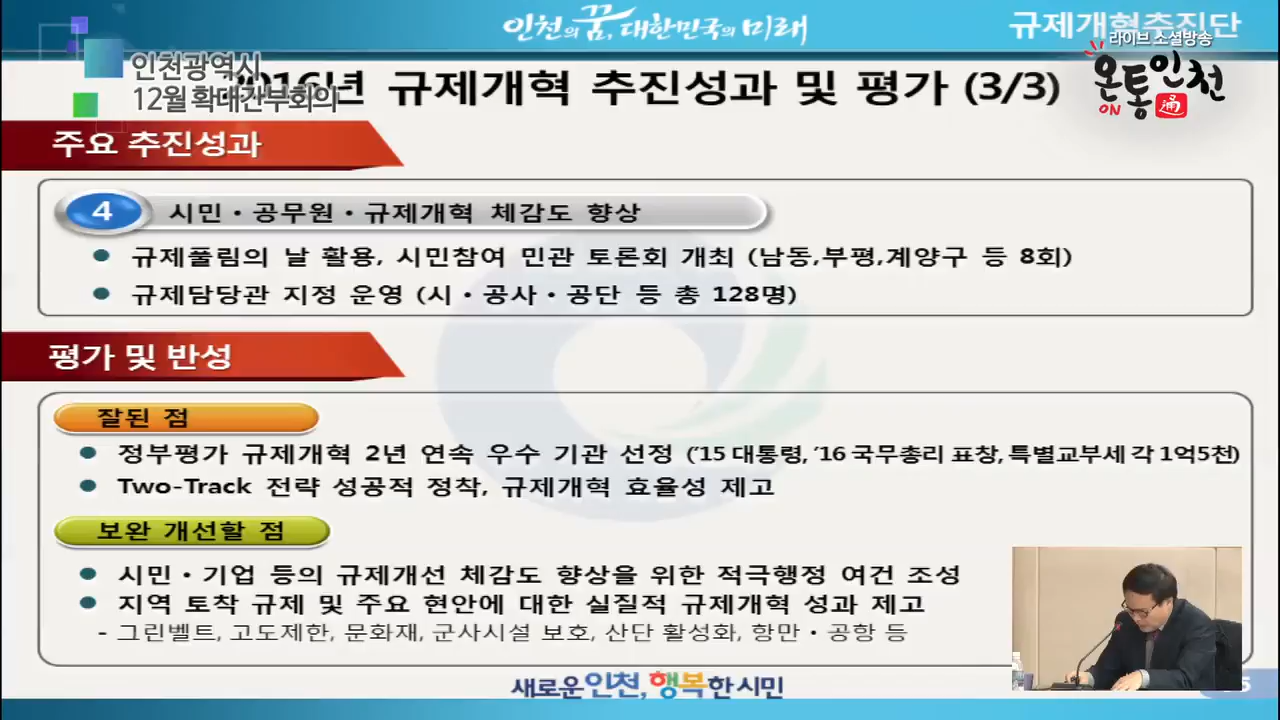 인천의 꿈, 대한민국의 미래
규제개혁추진단
라이브 소셜방송
온통인천
ON 通
인천광역시
12월 확대간부회의
2016년 규제개혁 추진성과 및 평가 (3/3)
주요 추진성과
4 시민・공무원・규제개혁 체감도 향상
• 규제풀림의 날 활용, 시민참여 민관 토론회 개최 (남동,부평,계양구 등 8회)
• 규제담당관 지정 운영 (시・공사・공단 등 총 128명)
평가 및 반성
잘된 점
• 정부평가 규제개혁 2년 연속 우수 기관 선정 (’15 대통령, ’16 국무총리 표창, 특별교부세 각 1억5천)
• Two-Track 전략 성공적 정착, 규제개혁 효율성 제고
보완 개선할 점
• 시민・기업 등의 규제개선 체감도 향상을 위한 적극행정 여건 조성
• 지역 토착 규제 및 주요 현안에 대한 실질적 규제개혁 성과 제고
- 그린벨트, 고도제한, 문화재, 군사시설 보호, 산단 활성화, 항만・공항 등
새로운 인천, 행복한 시민
5